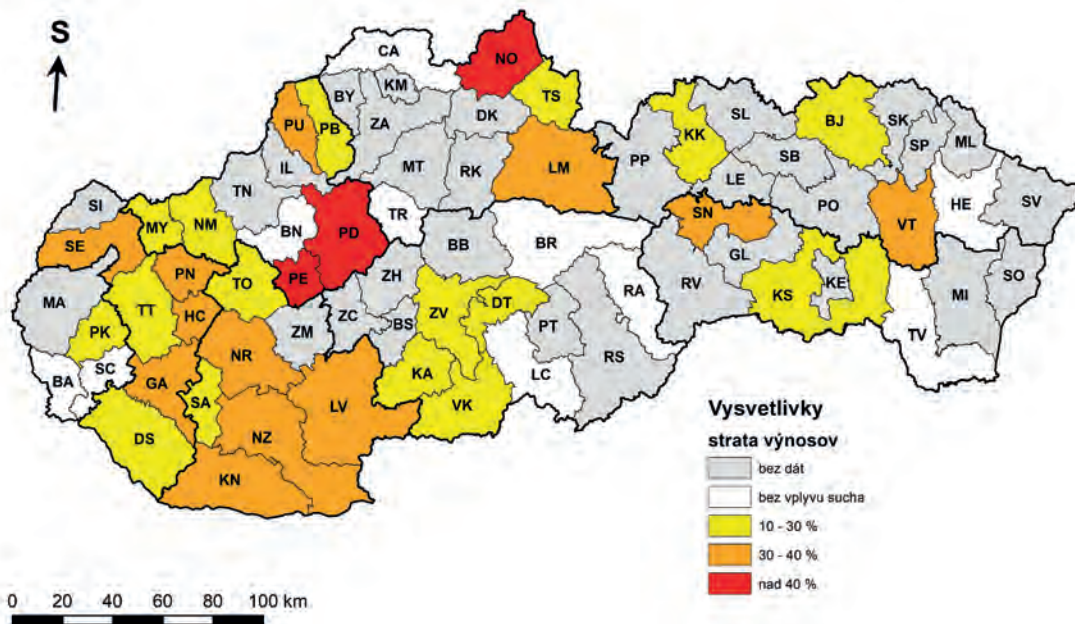 S
CA
NO
BY
KM
TS
PU
PB
ZA
DK
KK
SL
BJ
SK
SP
ML
IL
MT
RK
LM
PP
SB
LE
TN
SI
MY
NM
BN
PD
TR
SN
PO
VT
HE
SV
SE
BB
BR
GL
PN
TO
PE
ZH
RV
KS
KE
MI
SO
MA
TT
HC
ZM
ZC
BS
ZV
DT
RA
PK
PT
TV
NR
RS
BA
SC
GA
SA
LV
KA
LC
VK
DS
NZ
KN
Vysvetlivky
strata výnosov
bez dát
bez vplyvu sucha
10 - 30 %
30 - 40 %
nad 40 %
0 20 40 60 80 100 km